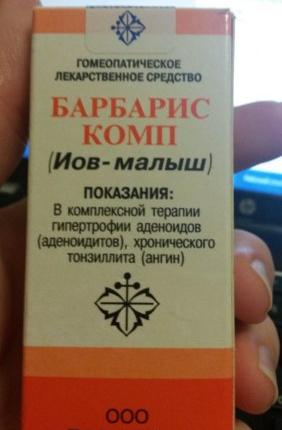 ГОМЕОПАТИЧЕСКОЕ
ЛЕКАРСТВЕННОЕ СРЕДСТВО
БАРБАРИС
КОМП
(Иов-малыш)
ПОКАЗАНИЯ:
В комплексной терапии
гипертрофии аденоидов
(аденоидитов), хронического
тонзиллита (ангин)
ООО